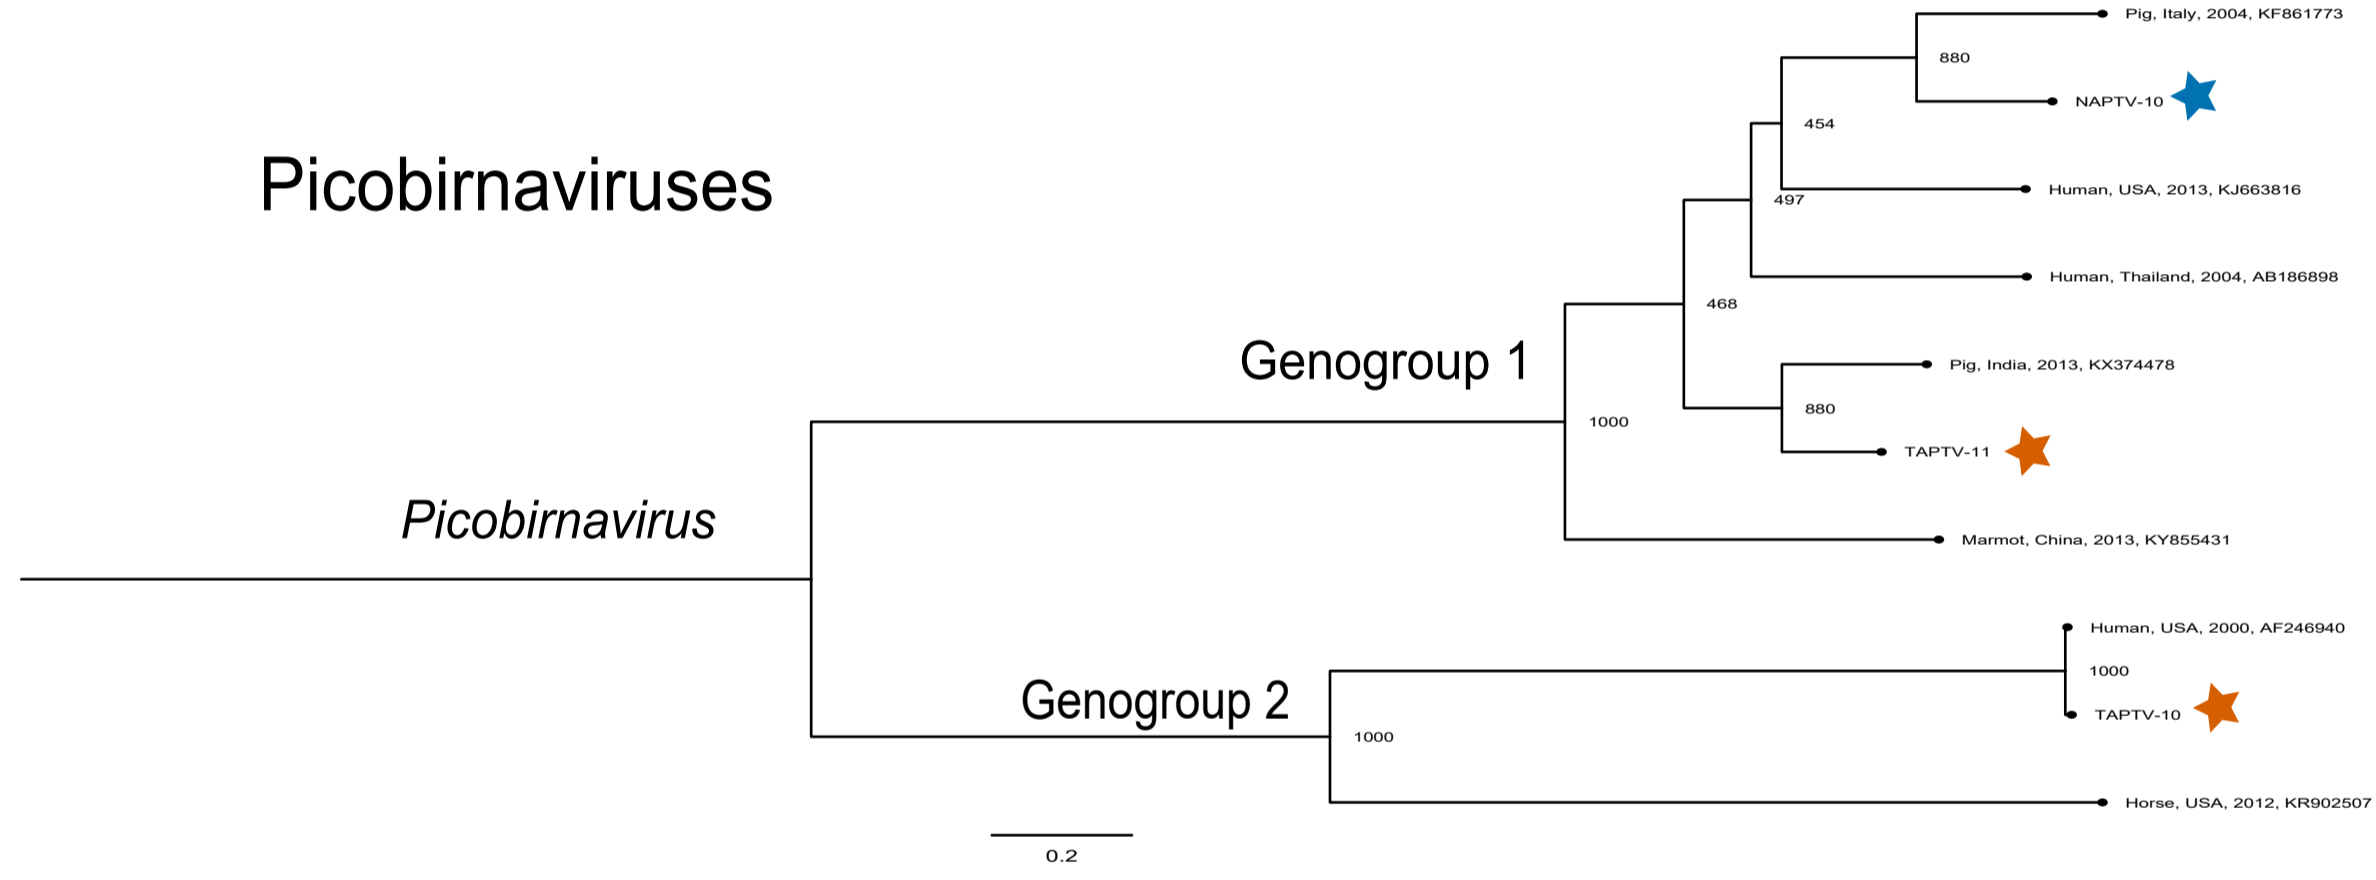 Pig, Italy, 2004, KF861773
880
NAPTV-10
454
Picobirnaviruses
Human, USA, 2013, KJ663816
497
Human, Thailand, 2004, AB186898
468
Genogroup 1
Pig, India, 2013, KX374478
880
1000
TAPTV-11
Picobirnavirus
Marmot, China, 2013, KY855431
Human, USA, 2000, AF246940
1000
Genogroup 2
TAPTV-10
1000
Horse, USA, 2012, KR902507
0.2